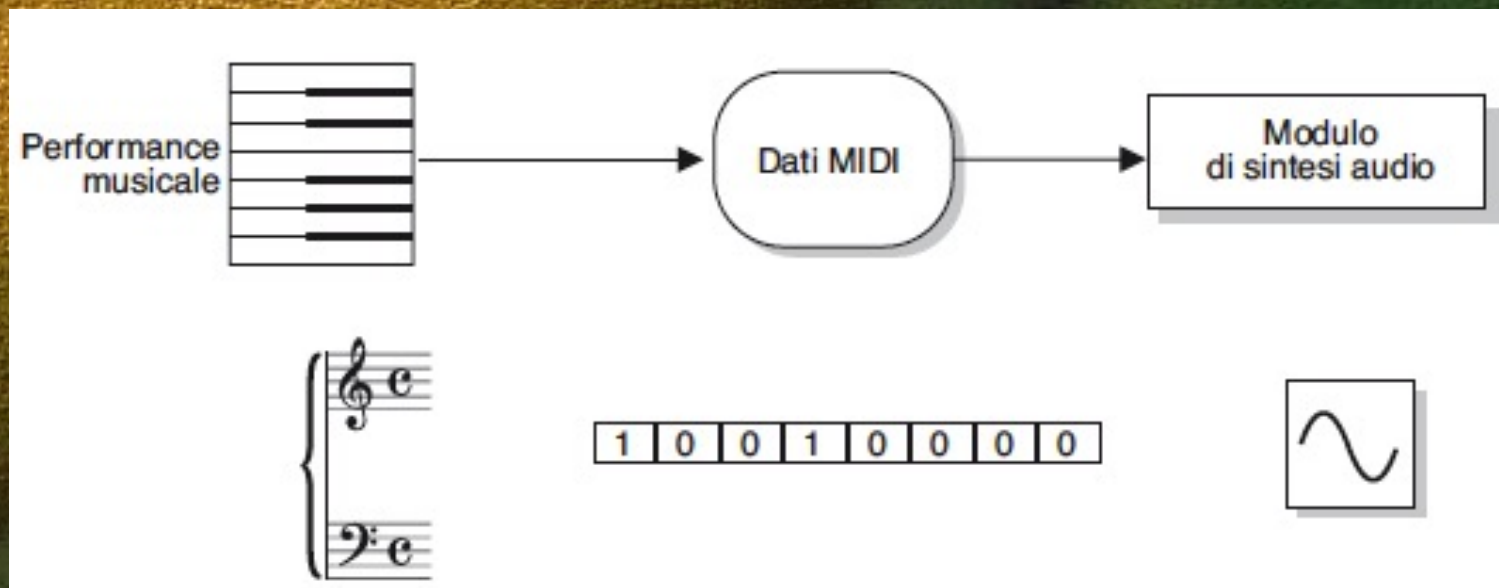 Performance
musicale
Dati MIDI
Modulo
di sintesi audio
1 0 0 1 0 0 0 0